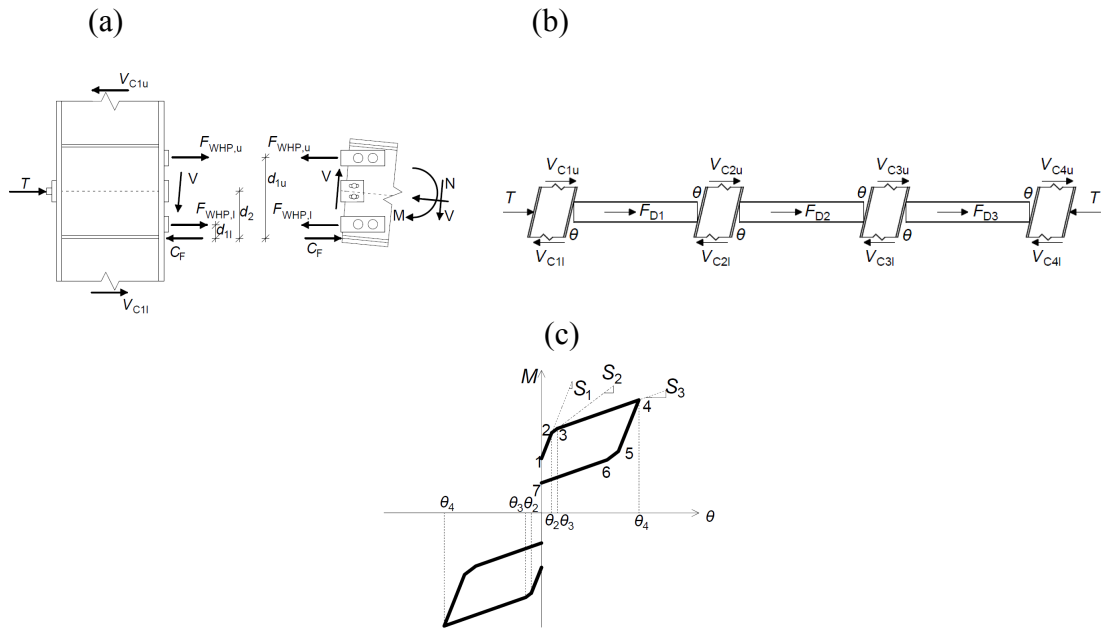 (a)
(b)
V_C1u
F_WHP,u
F_WHP,u
T
V
d_2
d_1u
V
N
F_WHP,l
d_1l
F_WHP,l
M
V
C_F
C_F
V_C1l
V_C1u
V_C2u
V_C3u
V_C4u
T
θ
θ
θ
T
F_D1
F_D2
F_D3
θ
θ
θ
V_C1l
V_C2l
V_C3l
V_C4l
(c)
M
S_1
S_2
S_3
2
3
4
1
5
6
7
θ_4
θ_3
θ_2
θ_2
θ_3
θ_4
θ